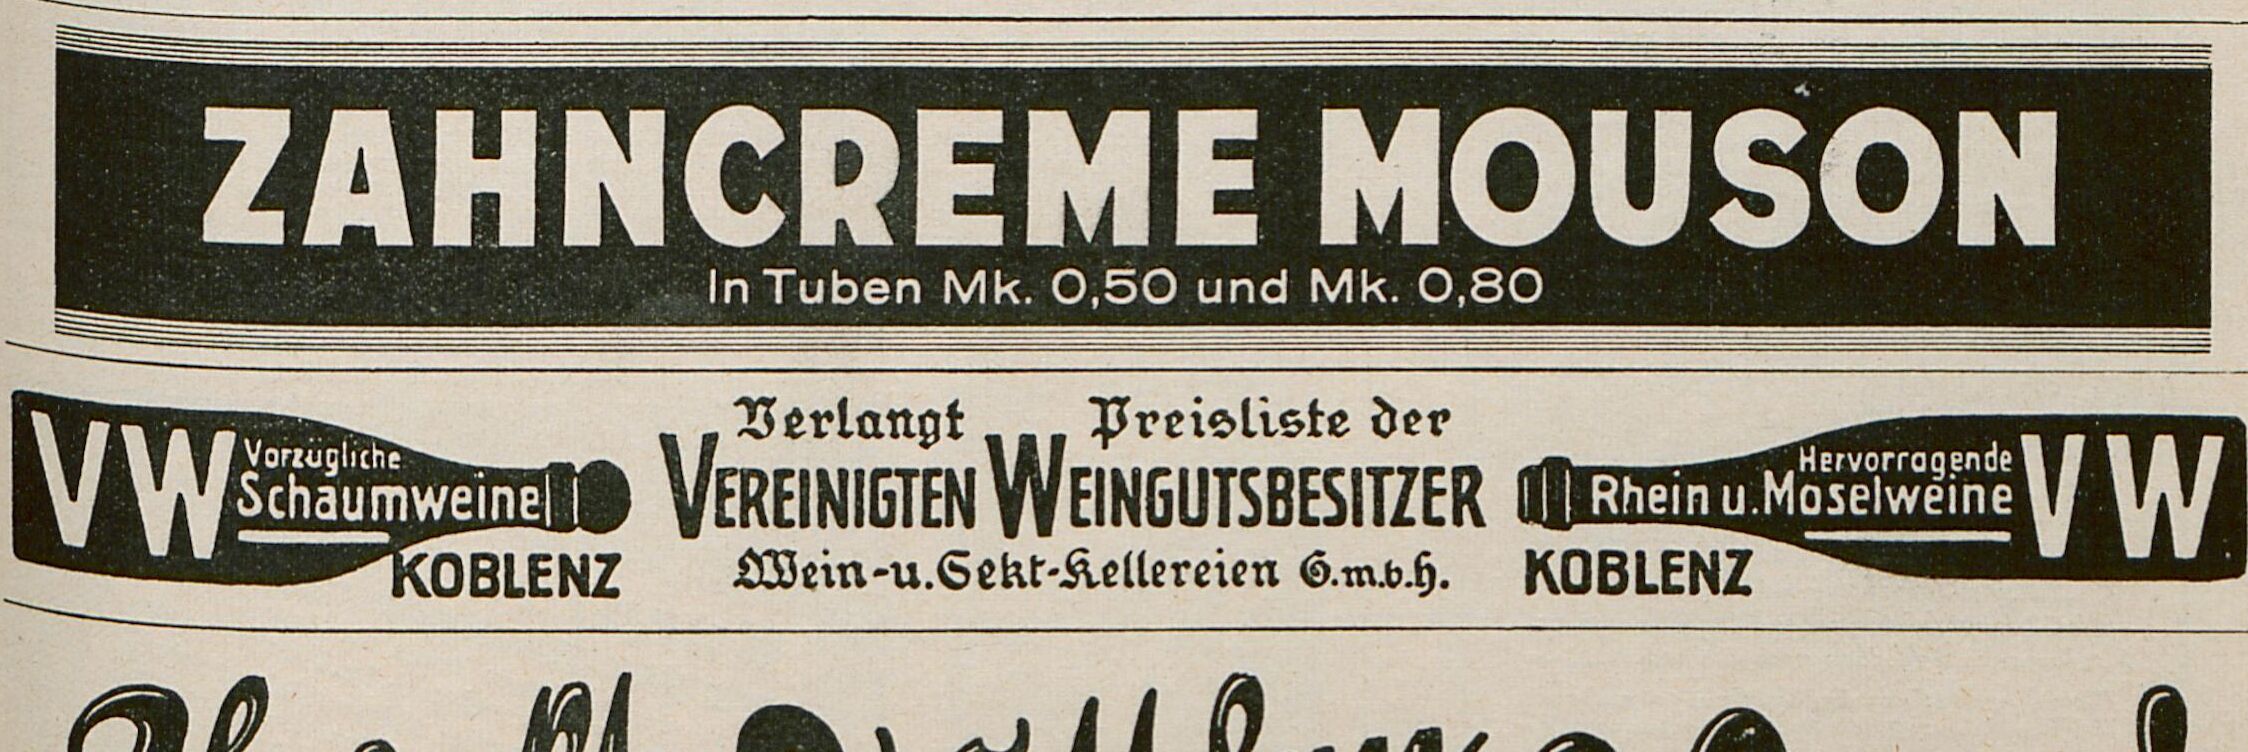 ZAHNCREME MOUSON
In Tuben Mk. 0,50 und Mk. 0,80
VW Vorzügliche
Schaumweine
KOBLENZ
Verlangt Preisliste der
VEREINIGTEN WEINGUTSBESITZER
Wein-u.Sekt-Kellereien G.m.b.H.
Hervorragende
Rhein u.Moselweine VW
KOBLENZ